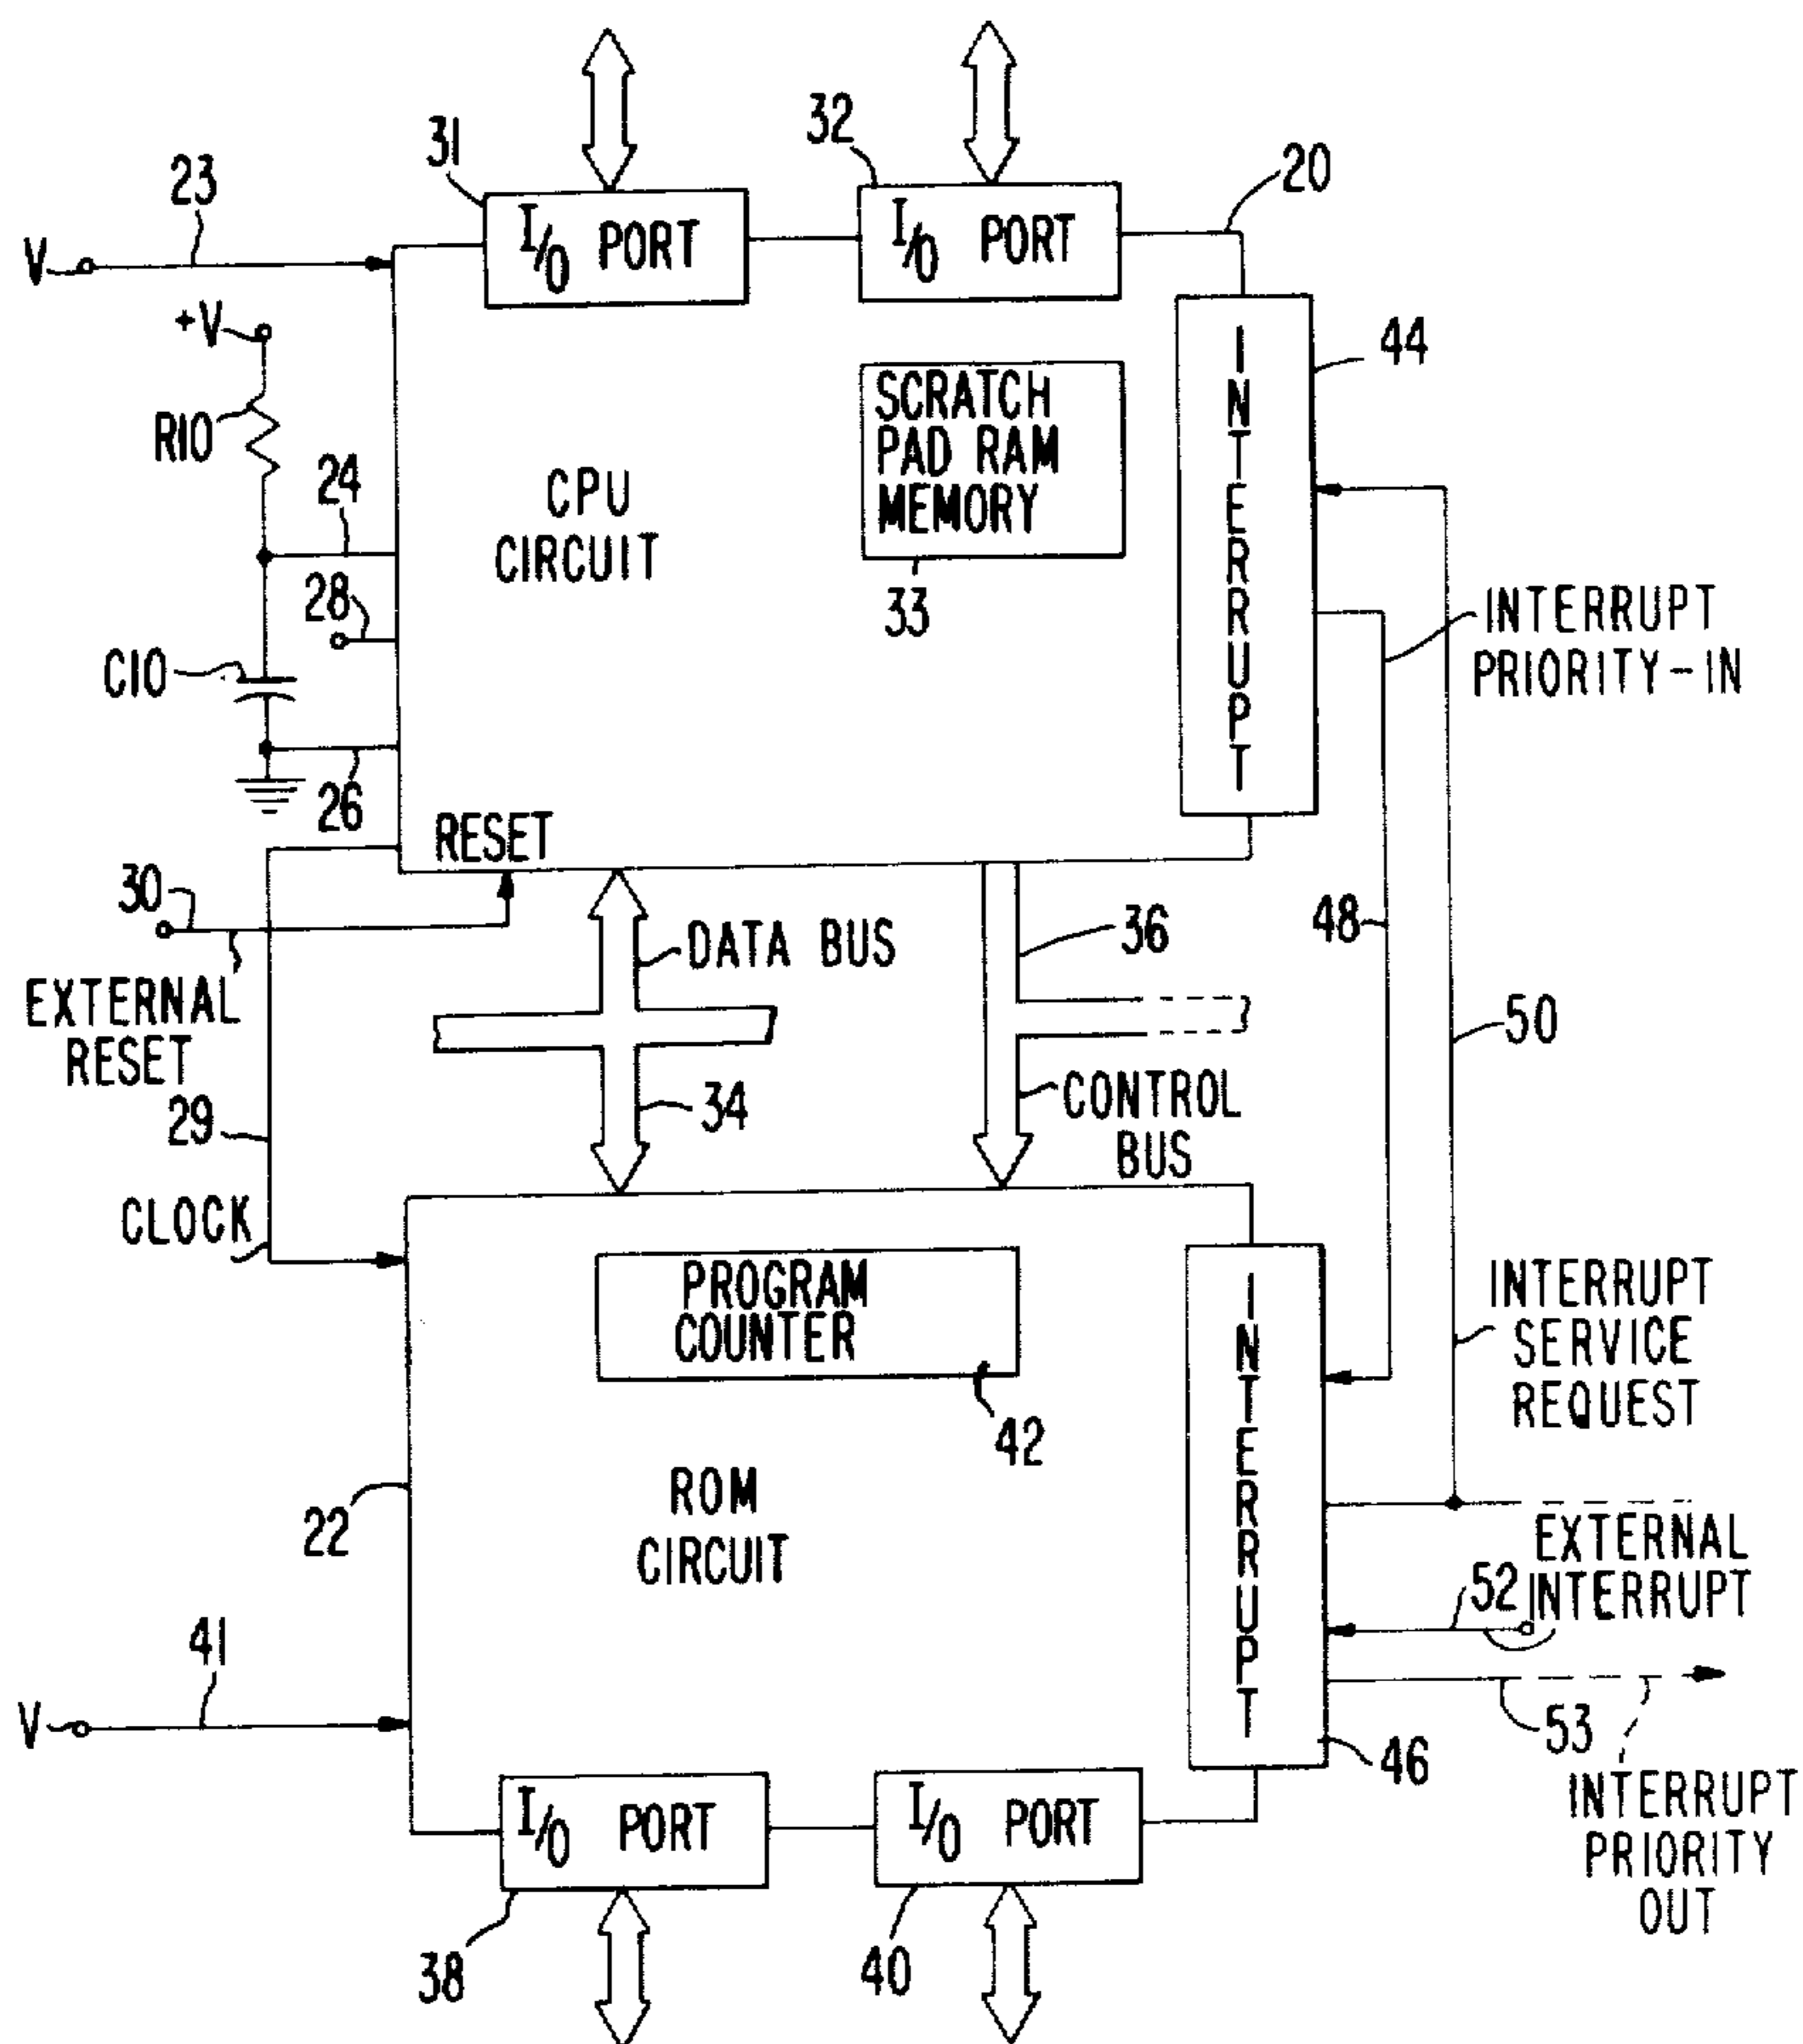 31
32
20
23
V
I/O PORT
I/O PORT
+V
44
R10
SCRATCH
PAD RAM
MEMORY
INTERRUPT
24
CPU
CIRCUIT
28
33
INTERRUPT
PRIORITY-IN
C10
26
RESET
30
DATA BUS
36
48
EXTERNAL
RESET
50
29
34
CONTROL
BUS
CLOCK
PROGRAM
COUNTER
INTERRUPT
INTERRUPT
SERVICE
REQUEST
42
22
ROM
CIRCUIT
EXTERNAL
INTERRUPT
52
41
V
53
46
INTERRUPT
PRIORITY
OUT
I/O PORT
I/O PORT
38
40